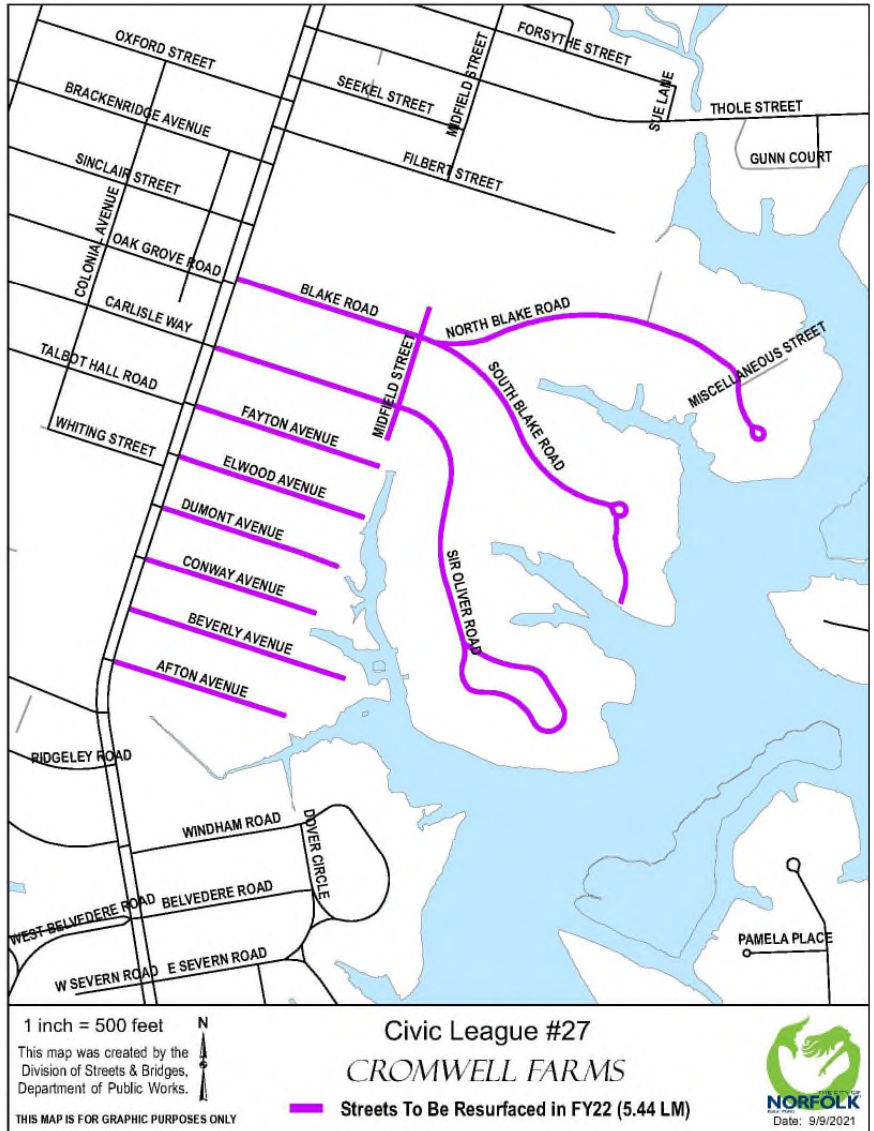 OXFORD STREET
FORSYTHE STREET
MIDFIELD STREET
SEEKEL STREET
BRACKENRIDGE AVENUE
SUE LANE
THOLE STREET
GUNN COURT
FILBERT STREET
SINCLAIR STREET
COLONIAL AVENUE
OAK GROVE ROAD
BLAKE ROAD
NORTH BLAKE ROAD
CARLISLE WAY
MIDFIELD STREET
SOUTH BLAKE ROAD
MISCELLANEOUS STREET
TALBOT HALL ROAD
FAYTON AVENUE
WHITING STREET
ELWOOD AVENUE
DUMONT AVENUE
CONWAY AVENUE
SIR OLIVER ROAD
BEVERLY AVENUE
AFTON AVENUE
RIDGELEY ROAD
WINDHAM ROAD
DOVER CIRCLE
BELVEDERE ROAD
WEST BELVEDERE ROAD
PAMELA PLACE
W SEVERN ROAD
E SEVERN ROAD
1 inch = 500 feet
N
This map was created by the
Division of Streets & Bridges,
Department of Public Works.
THIS MAP IS FOR GRAPHIC PURPOSES ONLY
Civic League #27
CROMWELL FARMS
Streets To Be Resurfaced in FY22 (5.44 LM)
THE CITY OF
NORFOLK
Date: 9/9/2021